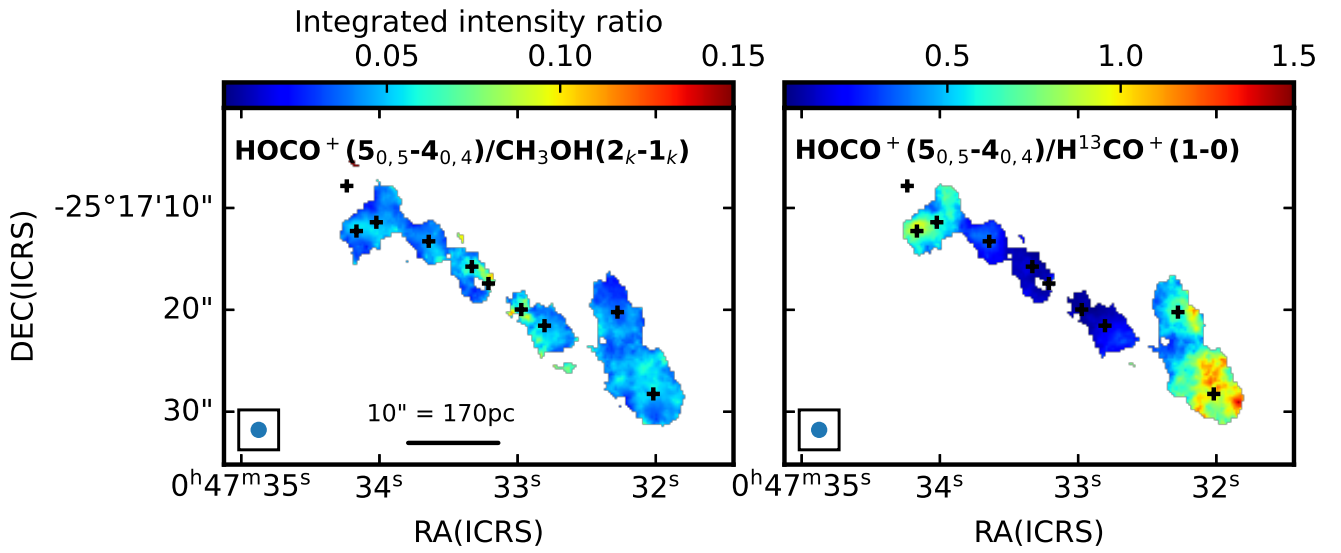 Integrated intensity ratio
0.05 0.10 0.15
0.5 1.0 1.5
HOCO⁺(5₀,₅-4₀,₄)/CH₃OH(2ₖ-1ₖ)
HOCO⁺(5₀,₅-4₀,₄)/H¹³CO⁺(1-0)
-25°17'10"
20"
30"
DEC(ICRS)
10" = 170pc
0ʰ47ᵐ35ˢ 34ˢ 33ˢ 32ˢ
0ʰ47ᵐ35ˢ 34ˢ 33ˢ 32ˢ
RA(ICRS)
RA(ICRS)